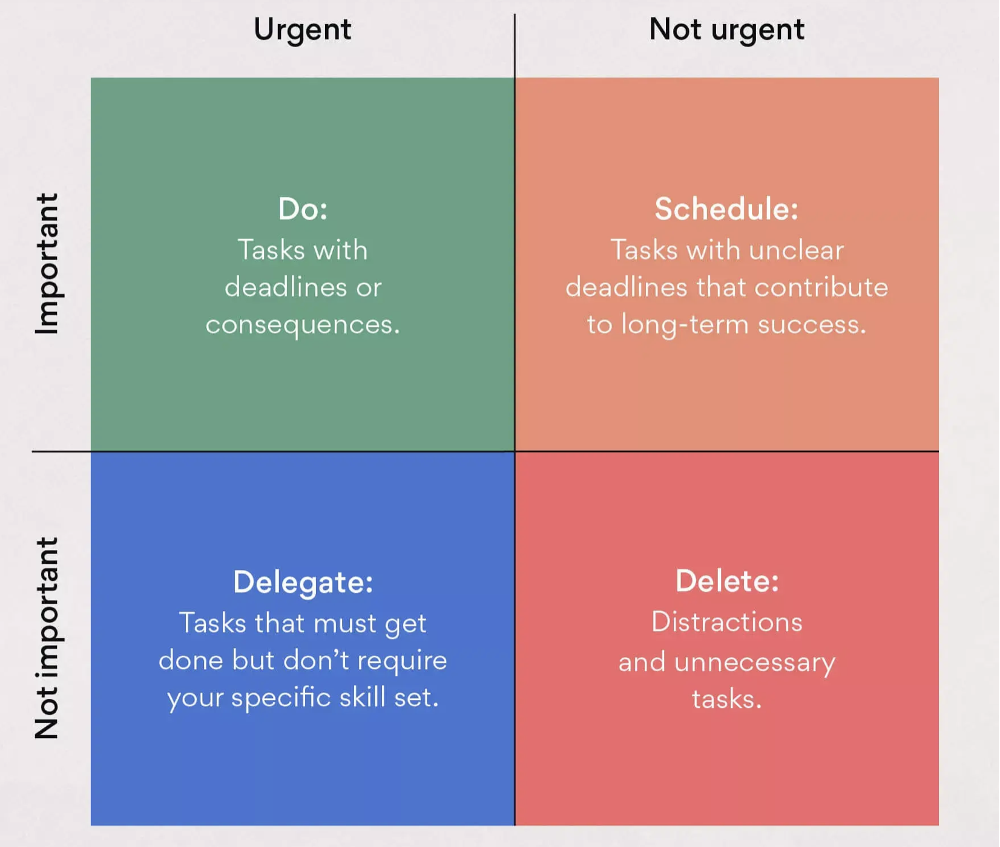 Urgent
Not urgent
Important
Do:
Tasks with
deadlines or
consequences.
Schedule:
Tasks with unclear
deadlines that contribute
to long-term success.
Not important
Delegate:
Tasks that must get
done but don’t require
your specific skill set.
Delete:
Distractions
and unnecessary
tasks.